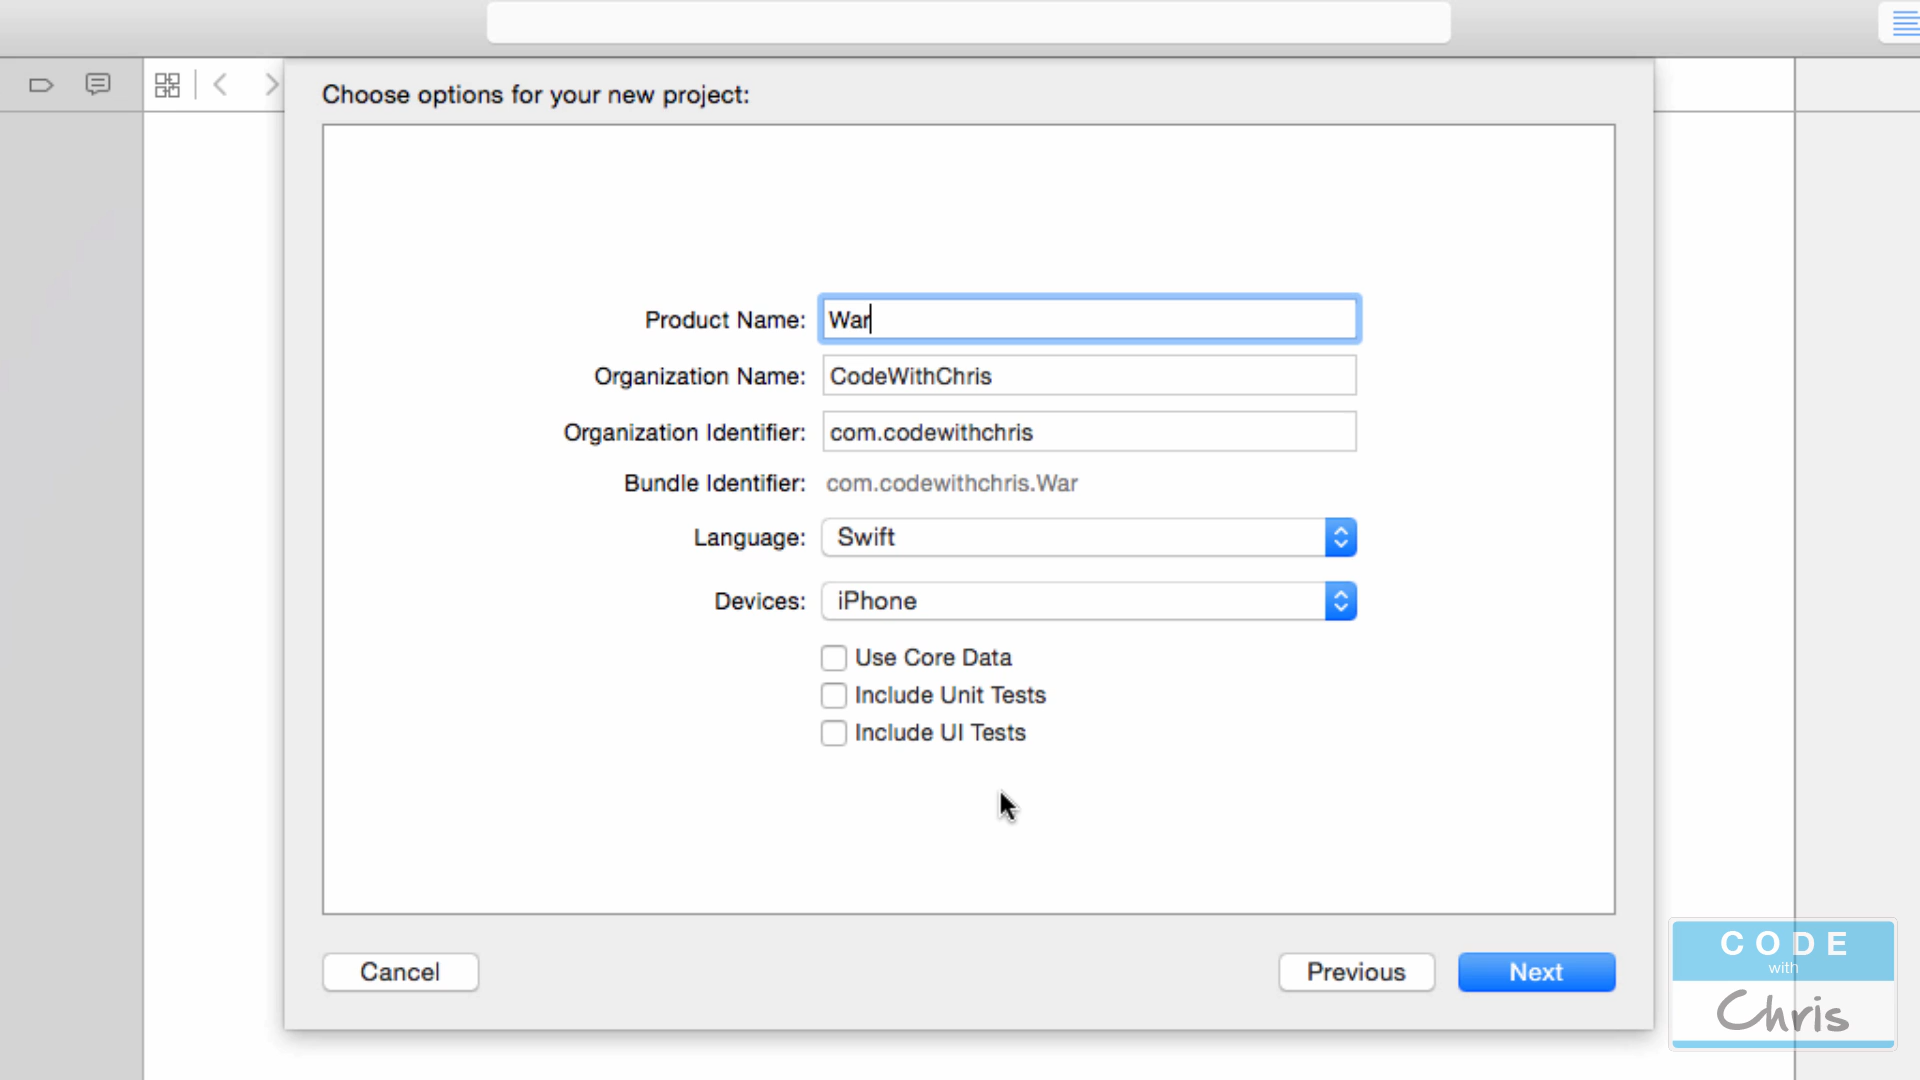 Choose options for your new project:
Product Name: War
Organization Name: CodeWithChris
Organization Identifier: com.codewithchris
Bundle Identifier: com.codewithchris.War
Language: Swift
Devices: iPhone
Use Core Data
Include Unit Tests
Include UI Tests
Cancel Previous Next
CODE
with
Chris